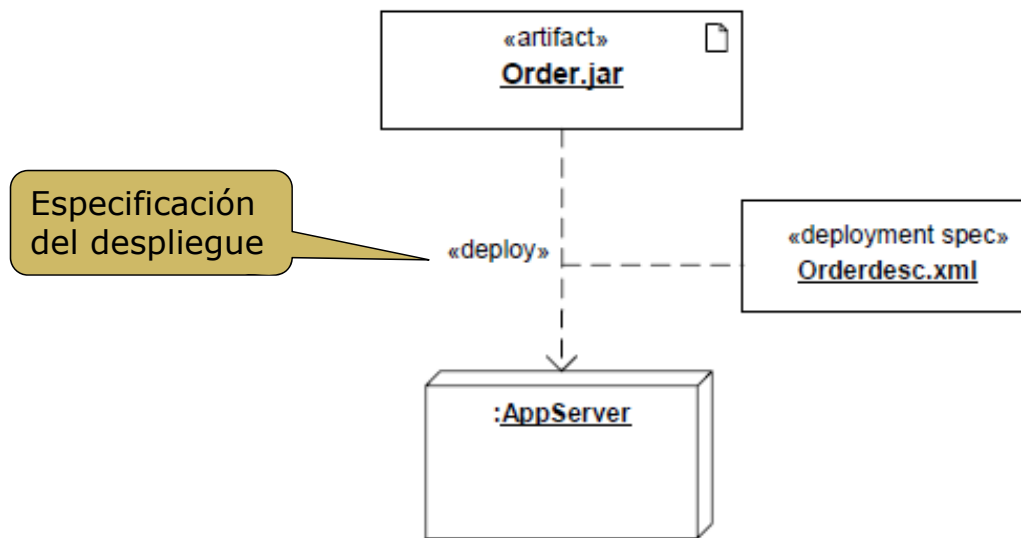 «artifact»
Order.jar
Especificación
del despliegue
«deploy»
«deployment spec»
Orderdesc.xml
:AppServer